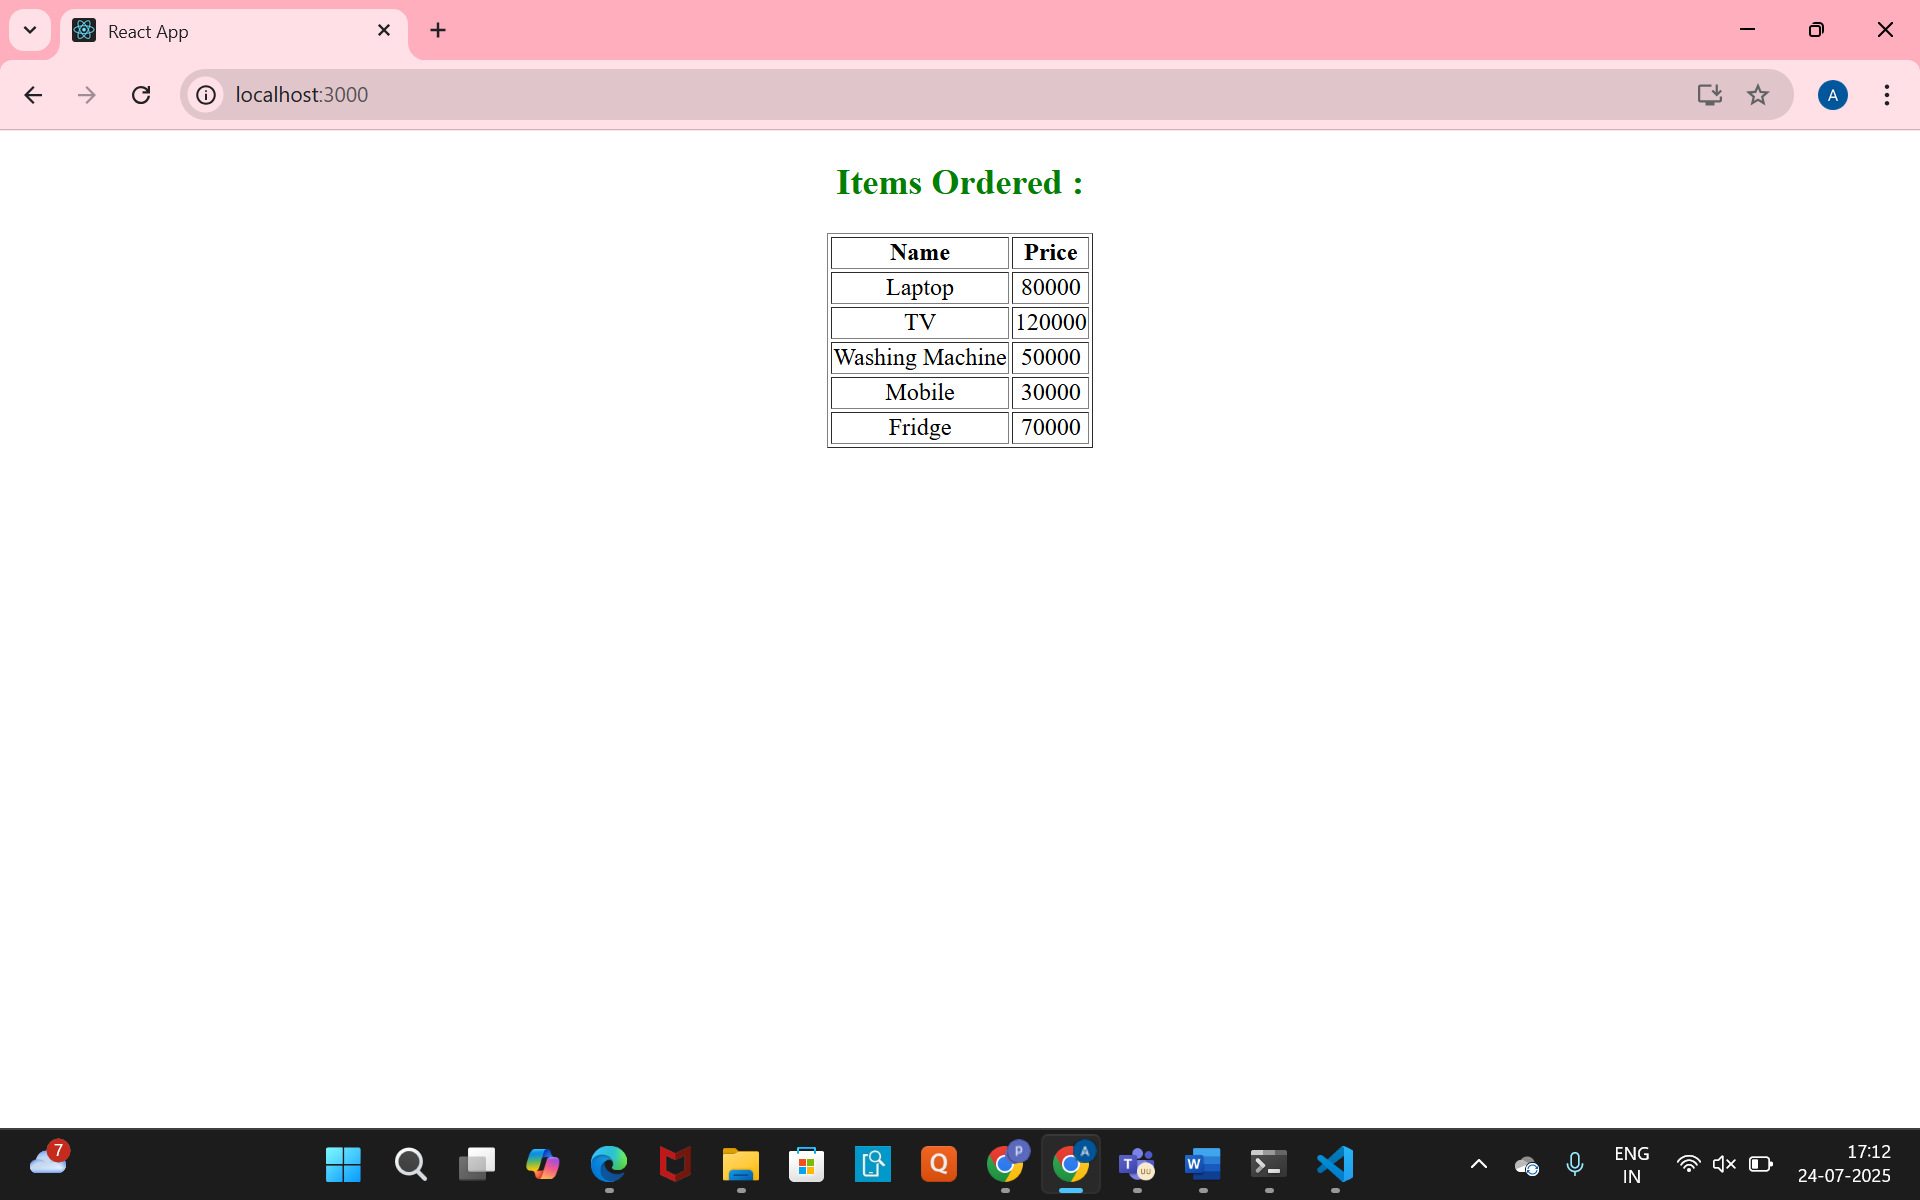 React App
localhost:3000
A
Items Ordered :
Name Price
Laptop 80000
TV 120000
Washing Machine 50000
Mobile 30000
Fridge 70000
7
Q
P
A
T
UU
W
ENG
IN
17:12
24-07-2025